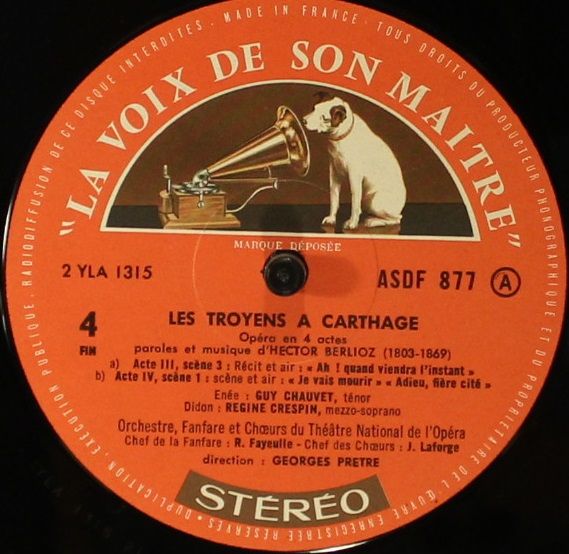 MADE IN FRANCE · TOUS DROITS DU PRODUCTEUR PHONOGRAPHIQUE ET DU PROPRIETAIRE DE L'ŒUVRE ENREGISTREE RESERVES · DUPLICATION · EXECUTION PUBLIQUE · RADIODIFFUSION DE CE DISQUE INTERDITES ·
"LA VOIX DE SON MAITRE"
MARQUE DÉPOSÉE
2 YLA 1315
ASDF 877 A
4
FIN
LES TROYENS A CARTHAGE
Opéra en 4 actes
paroles et musique d'HECTOR BERLIOZ (1803-1869)
a) Acte III, scène 3 : Récit et air : « Ah ! quand viendra l'instant »
b) Acte IV, scène 1 : scène et air : « Je vais mourir » « Adieu, fière cité »
Enée : GUY CHAUVET, ténor
Didon : REGINE CRESPIN, mezzo-soprano
Orchestre, Fanfare et Chœurs du Théâtre National de l'Opéra
Chef de la Fanfare : R. Fayeulle - Chef des Chœurs : J. Laforge
direction : GEORGES PRETRE
STÉRÉO